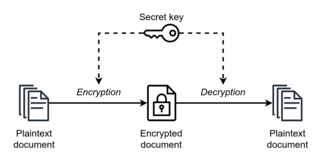 Secret key
Encryption
Decryption
Plaintext
document
Encrypted
document
Plaintext
document